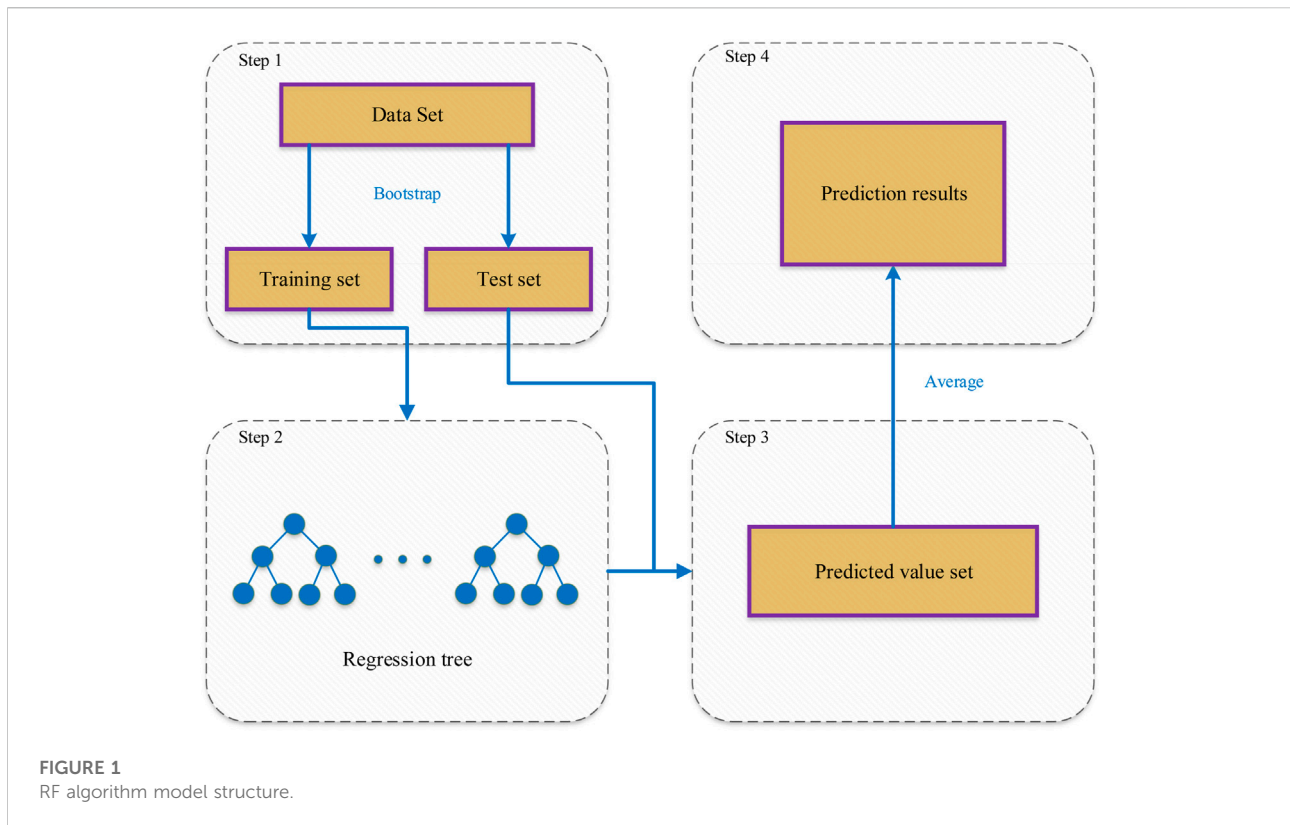 Step 1
Data Set
Bootstrap
Training set
Test set
Step 2
Regression tree
Step 3
Predicted value set
Average
Step 4
Prediction results
FIGURE 1
RF algorithm model structure.